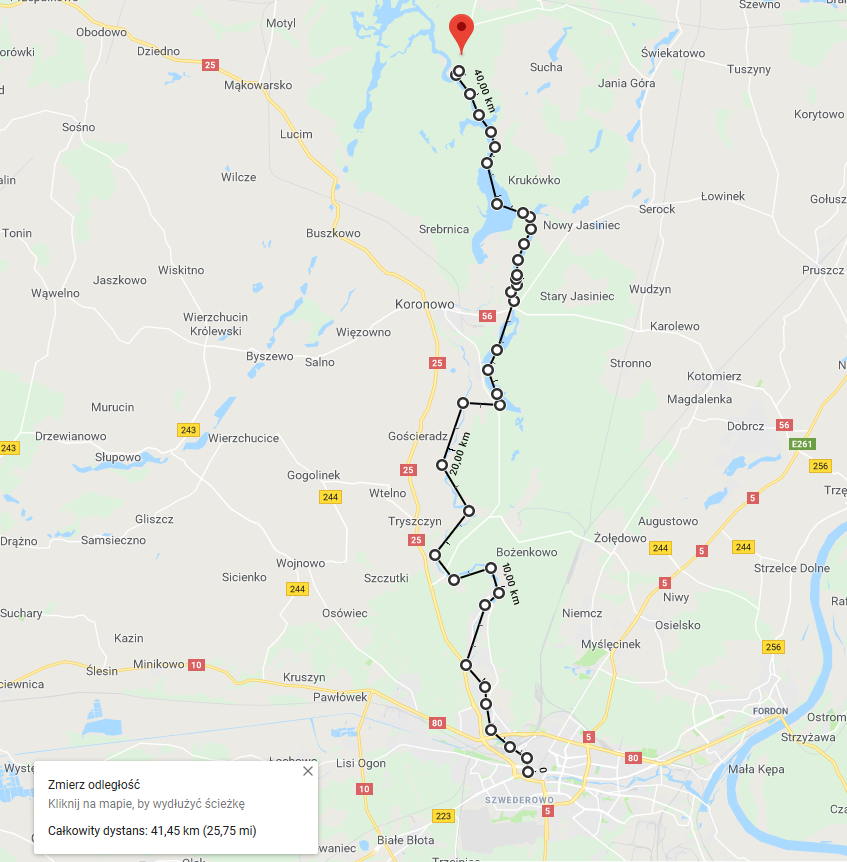 Motyl
Szewno
Obodowo
Dziedno
25
Świekatowo
Sucha
Tuszyny
Mąkowarsko
Jania Góra
40,00 km
Korytowo
Sośno
Lucim
Wilcze
Krukówko
Łowinek
Serock
Tonin
Buszkowo
Srebrnica
Nowy Jasiniec
Wiskitno
Pruszcz
Jaszkowo
Wąwelno
Wudzyn
Stary Jasiniec
Koronowo
56
Wierzchucin
Królewski
Więzowno
Karolewo
Byszewo
Salno
25
Stronno
Kotomierz
Murucin
Magdalenka
Dobrcz
56
243
Drzewianowo
Wierzchucice
Gościeradz
E261
243
Słupowo
20,00 km
25
256
Gogolinek
Wtelno
244
5
Gliszcz
Tryszczyn
Augustowo
Drążno
Samsieczno
25
Żołędowo
244
5
244
Bożenkowo
Wojnowo
Strzelce Dolne
Sicienko
Szczutki
10,00 km
5
244
Niwy
Suchary
Osówiec
Niemcz
Osielsko
Kazin
Myślęcinek
256
Minikowo
10
Ślesin
Kruszyn
Pawłówek
FORDON
80
5
Strzyżawa
80
Lisi Ogon
Mała Kępa
0
10
SZWEDEROWO
5
223
Białe Błota
Zmierz odległość
Kliknij na mapie, by wydłużyć ścieżkę
Całkowity dystans: 41,45 km (25,75 mi)